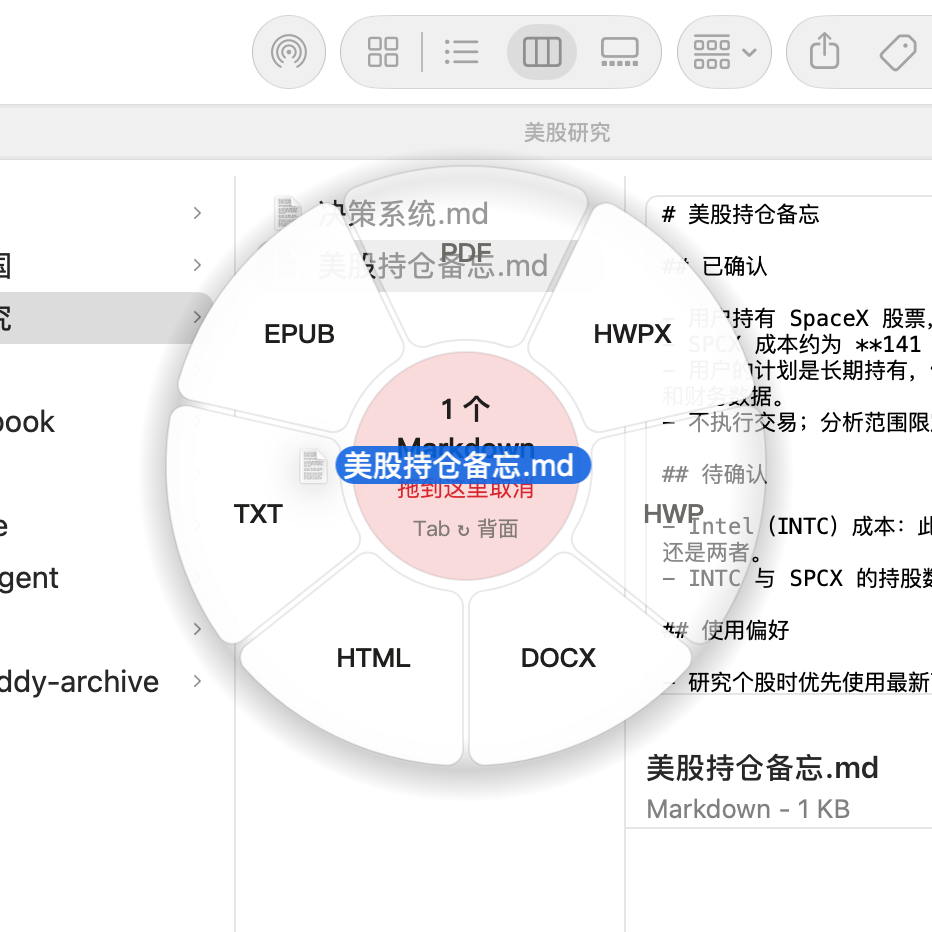 美股研究
国
究
book
e
gent
ddy-archive
决策系统.md
美股持仓备忘.md
PDF
EPUB
HWPX
TXT
HWP
HTML
DOCX
1 个
Markdown
美股持仓备忘.md
拖到这里取消
Tab ↻ 背面
# 美股持仓备忘
## 已确认
- 用户持有 SpaceX 股票,
- SPCX 成本约为 **141
- 用户的计划是长期持有,
和财务数据。
- 不执行交易；分析范围限
## 待确认
- Intel (INTC) 成本：此
还是两者。
- INTC 与 SPCX 的持股数
## 使用偏好
- 研究个股时优先使用最新
美股持仓备忘.md
Markdown - 1 KB